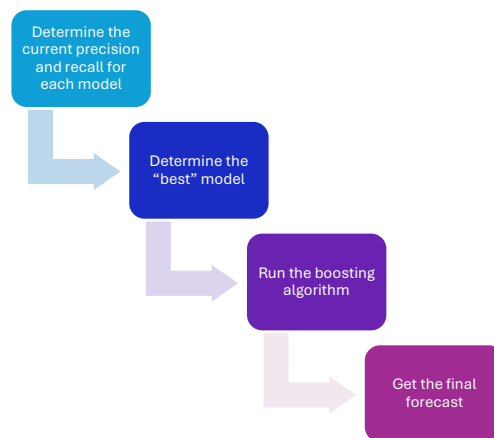 Determine the
current precision
and recall for
each model
Determine the
“best” model
Run the boosting
algorithm
Get the final
forecast